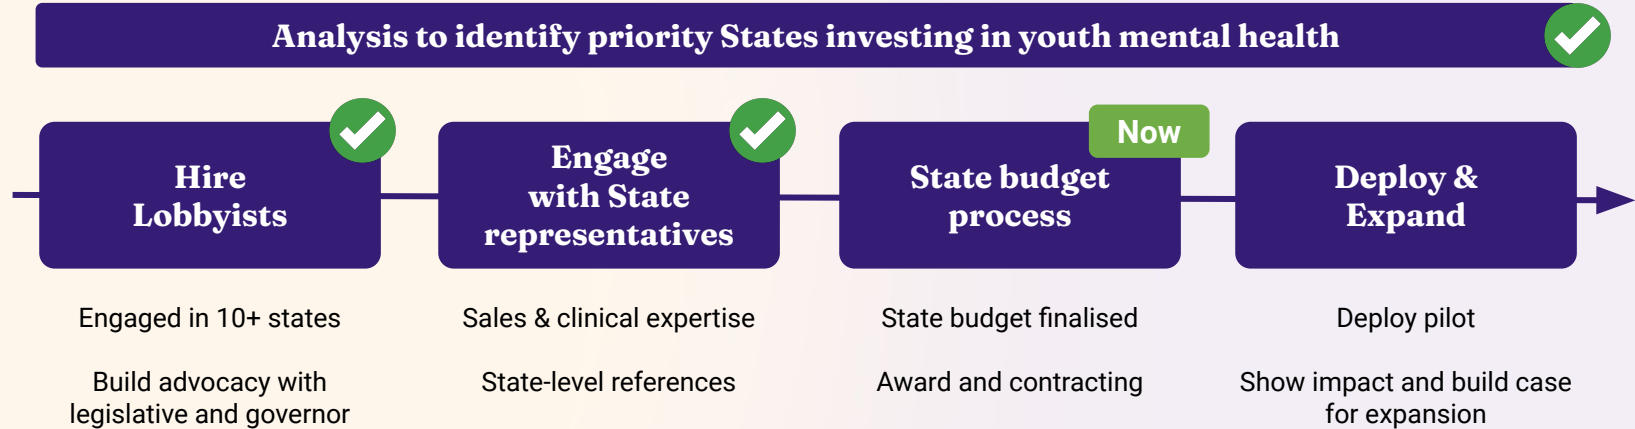 Analysis to identify priority States investing in youth mental health
Hire
Lobbyists
Engaged in 10+ states
Build advocacy with
legislative and governor
Engage
with State
representatives
Sales & clinical expertise
State-level references
Now
State budget
process
State budget finalised
Award and contracting
Deploy &
Expand
Deploy pilot
Show impact and build case
for expansion